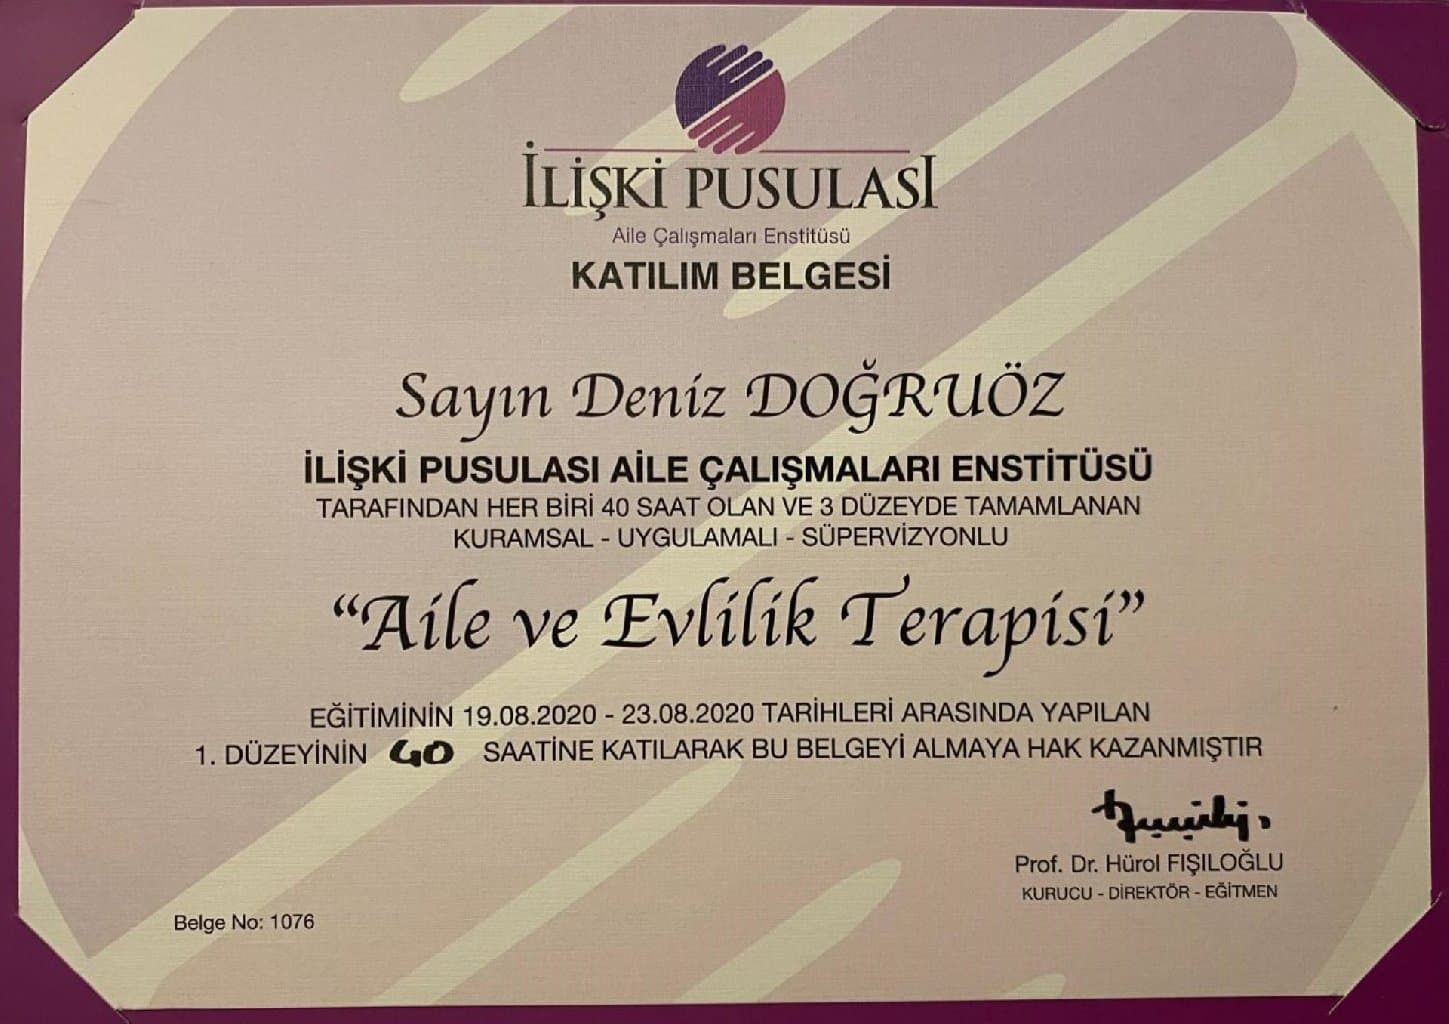 İLİŞKİ PUSULASI
Aile Çalışmaları Enstitüsü
KATILIM BELGESİ
Sayın Deniz DOĞRUÖZ
İLİŞKİ PUSULASI AİLE ÇALIŞMALARI ENSTİTÜSÜ
TARAFINDAN HER BİRİ 40 SAAT OLAN VE 3 DÜZEYDE TAMAMLANAN
KURAMSAL - UYGULAMALI - SÜPERVİZYONLU
“Aile ve Evlilik Terapisi”
EĞİTİMİNİN 19.08.2020 - 23.08.2020 TARİHLERİ ARASINDA YAPILAN
1. DÜZEYİNİN 40 SAATİNE KATILARAK BU BELGEYİ ALMAYA HAK KAZANMIŞTIR
Prof. Dr. Hürol FIŞILOĞLU
KURUCU - DİREKTÖR - EĞİTMEN
Belge No: 1076